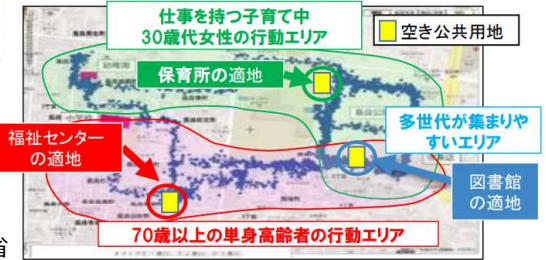 仕事を持つ子育て中
30歳代女性の行動エリア
空き公共用地
保育所の適地
多世代が集まりや
すいエリア
福祉センター
の適地
図書館
の適地
70歳以上の単身高齢者の行動エリア